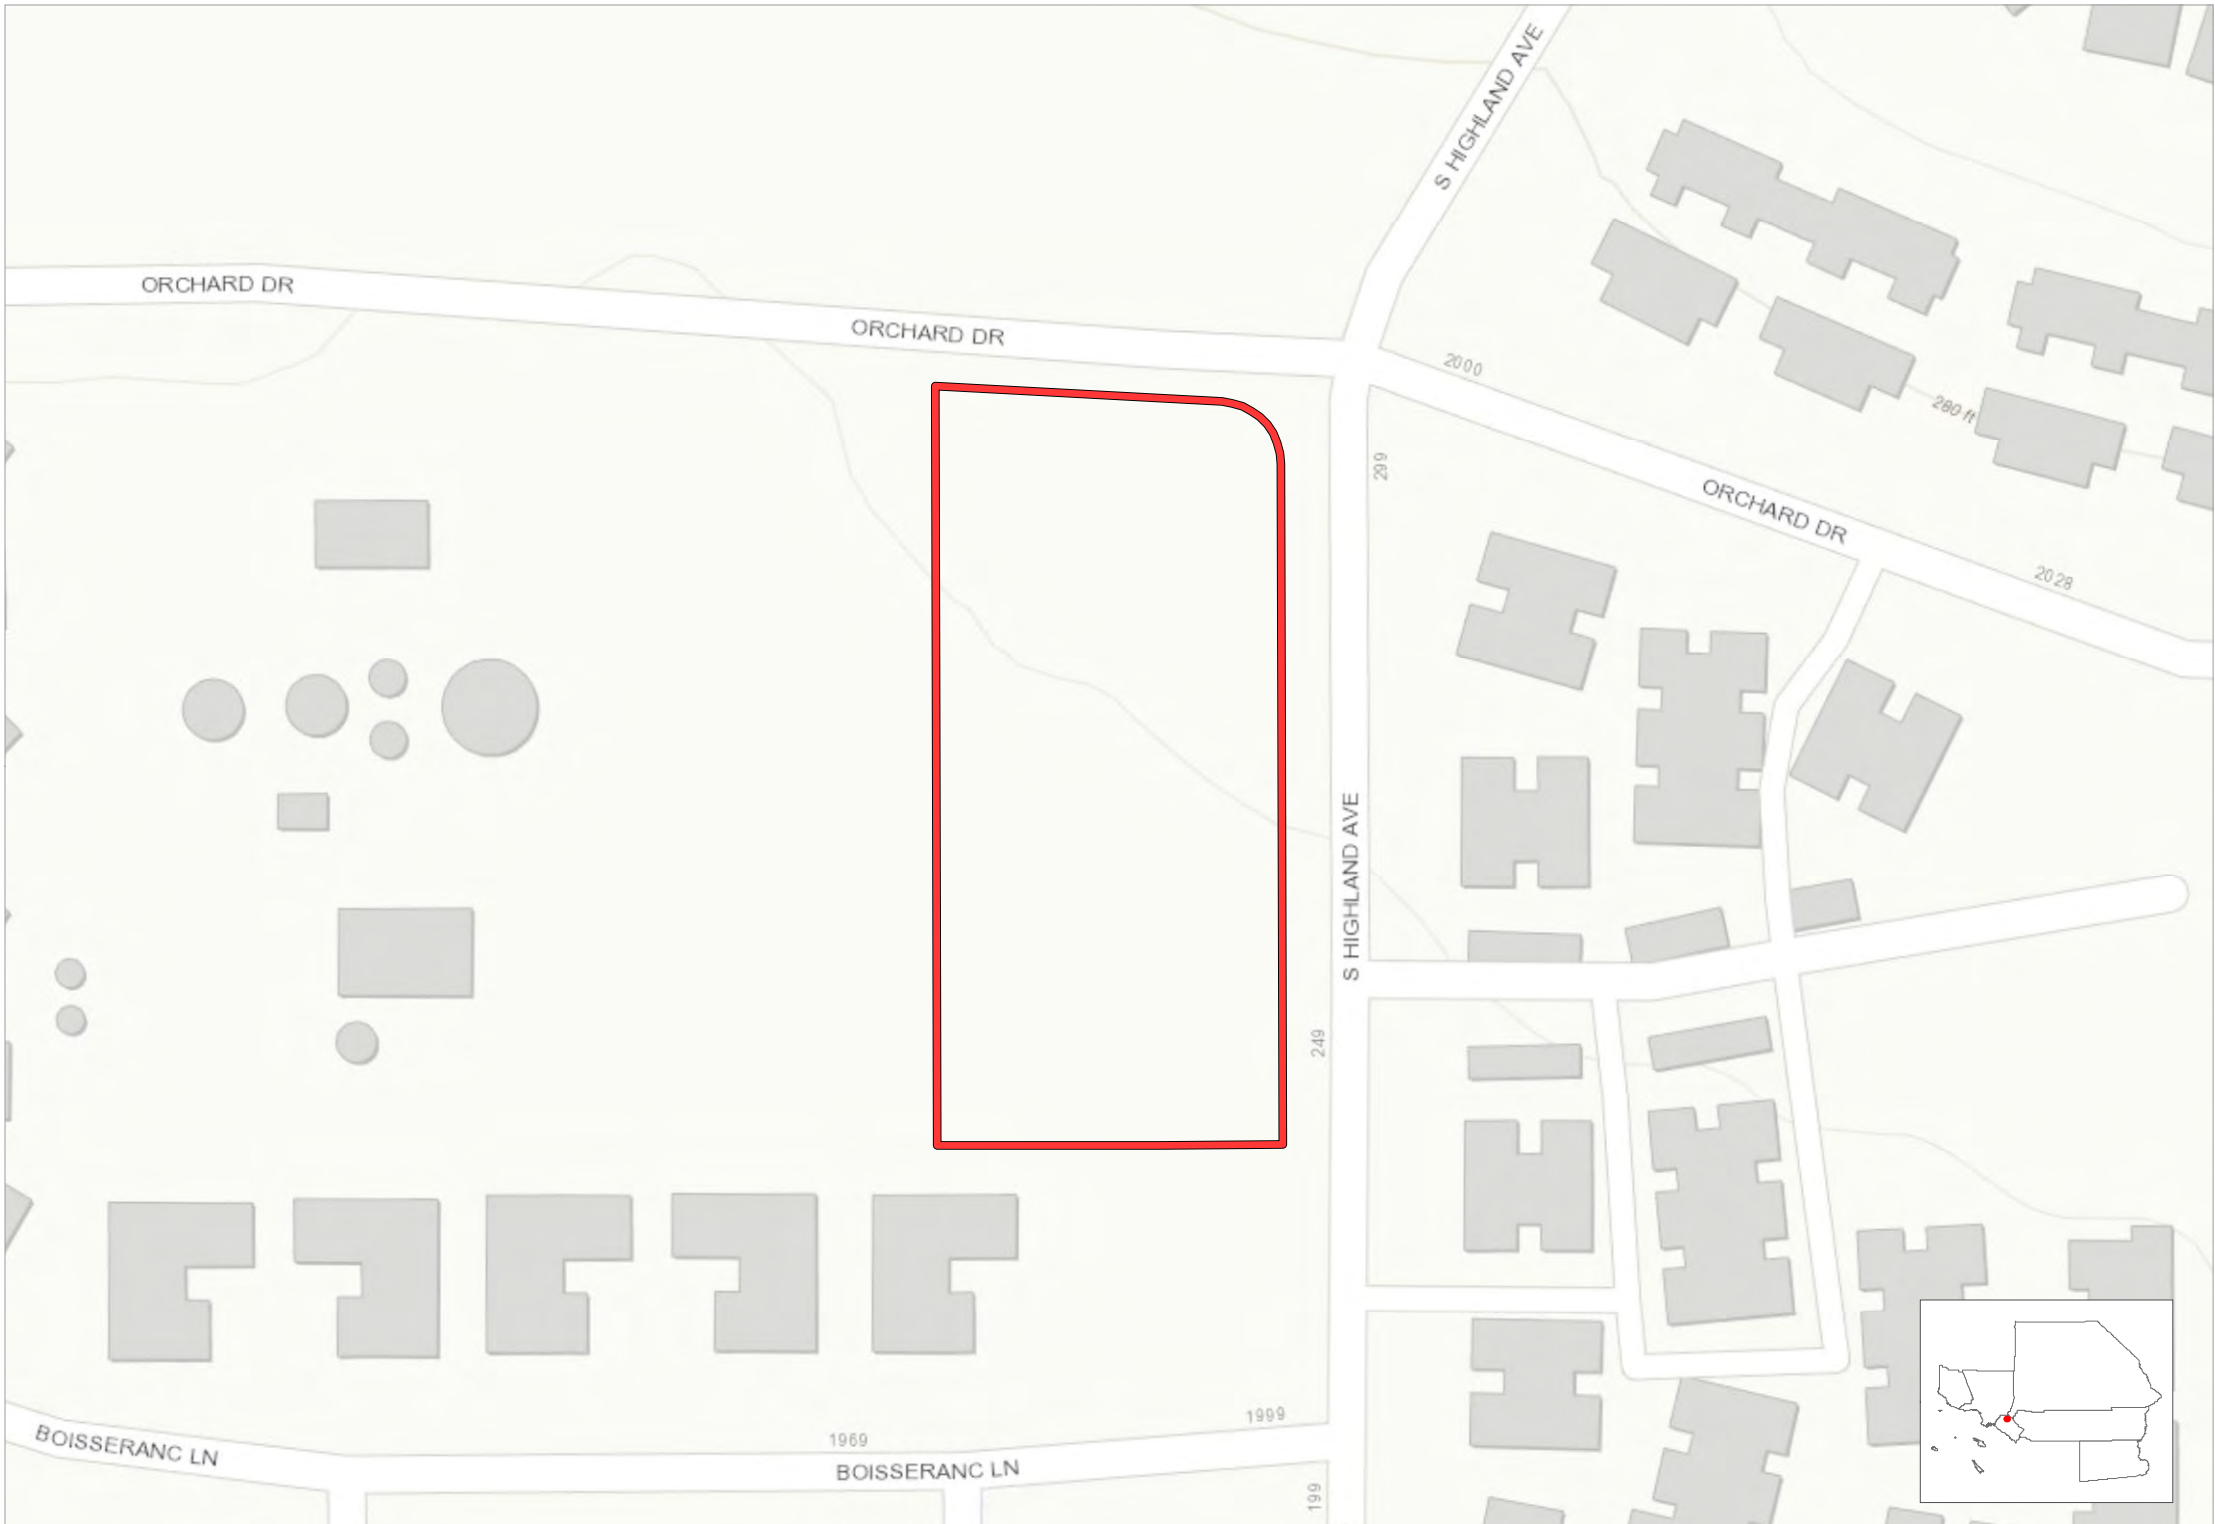 S HIGHLAND AVE
ORCHARD DR
ORCHARD DR
2000
280 ft
299
ORCHARD DR
2028
S HIGHLAND AVE
249
1999
1969
BOISSERANC LN
BOISSERANC LN
199